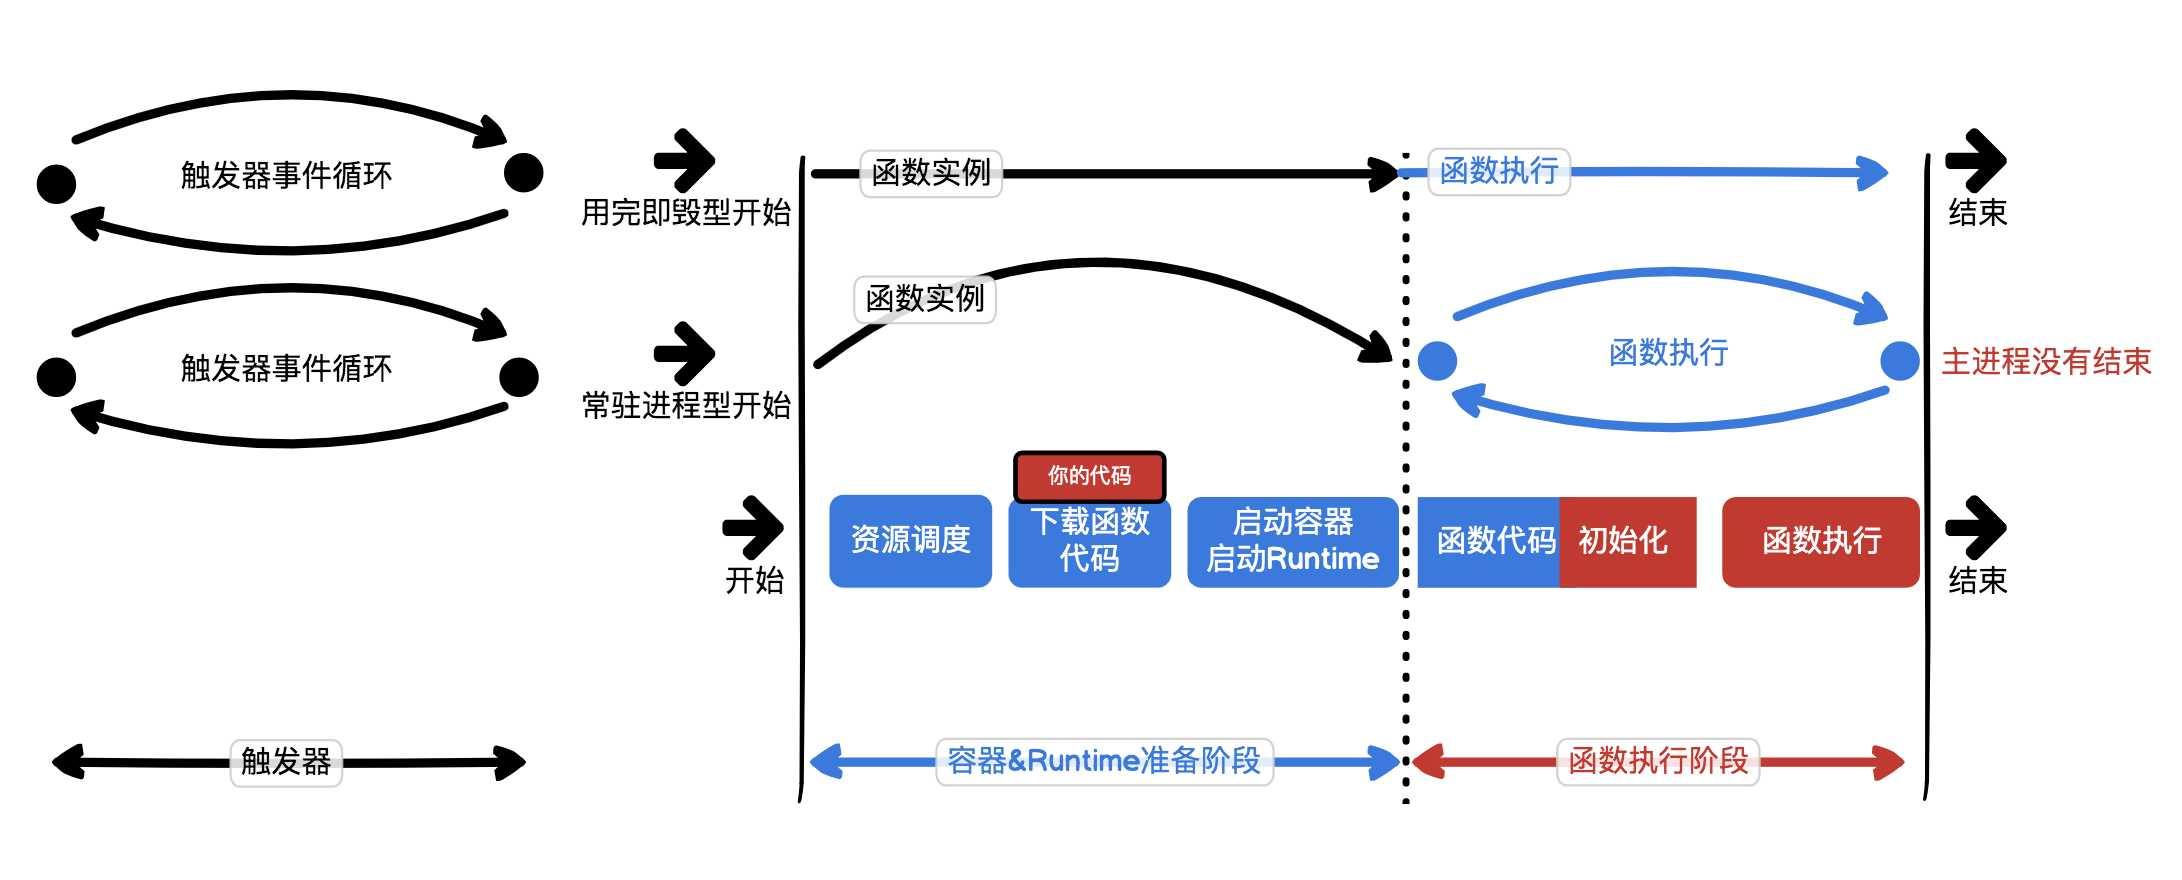 触发器事件循环
用完即毁型开始
函数实例
函数执行
结束
触发器事件循环
常驻进程型开始
函数实例
函数执行
主进程没有结束
开始
资源调度
你的代码
下载函数
代码
启动容器
启动Runtime
函数代码
初始化
函数执行
结束
触发器
容器&Runtime准备阶段
函数执行阶段